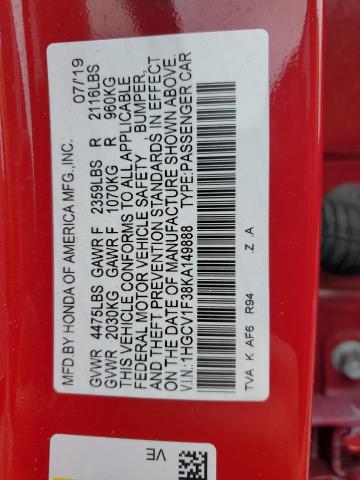 MFD.BY HONDA OF AMERICA MFG.,INC. 07/19
GVWR 4475LBS GAWR F 2359LBS R 2116LBS
GVWR 2030KG GAWR F 1070KG R 960KG
THIS VEHICLE CONFORMS TO ALL APPLICABLE
FEDERAL MOTOR VEHICLE SAFETY , BUMPER,
AND THEFT PREVENTION STANDARDS IN EFFECT
ON THE DATE OF MANUFACTURE SHOWN ABOVE.
V.I.N.:1HGCV1F38KA149888 TYPE:PASSENGER CAR
TVA K AF6 R94 .Z .A
VE